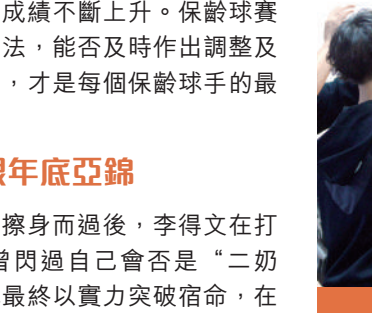 成績不斷上升。保齡球賽
法，能否及時作出調整及
，才是每個保齡球手的最
年底亞錦
擦身而過後，李得文在打
曾閃過自己會否是“二奶
最終以實力突破宿命，在